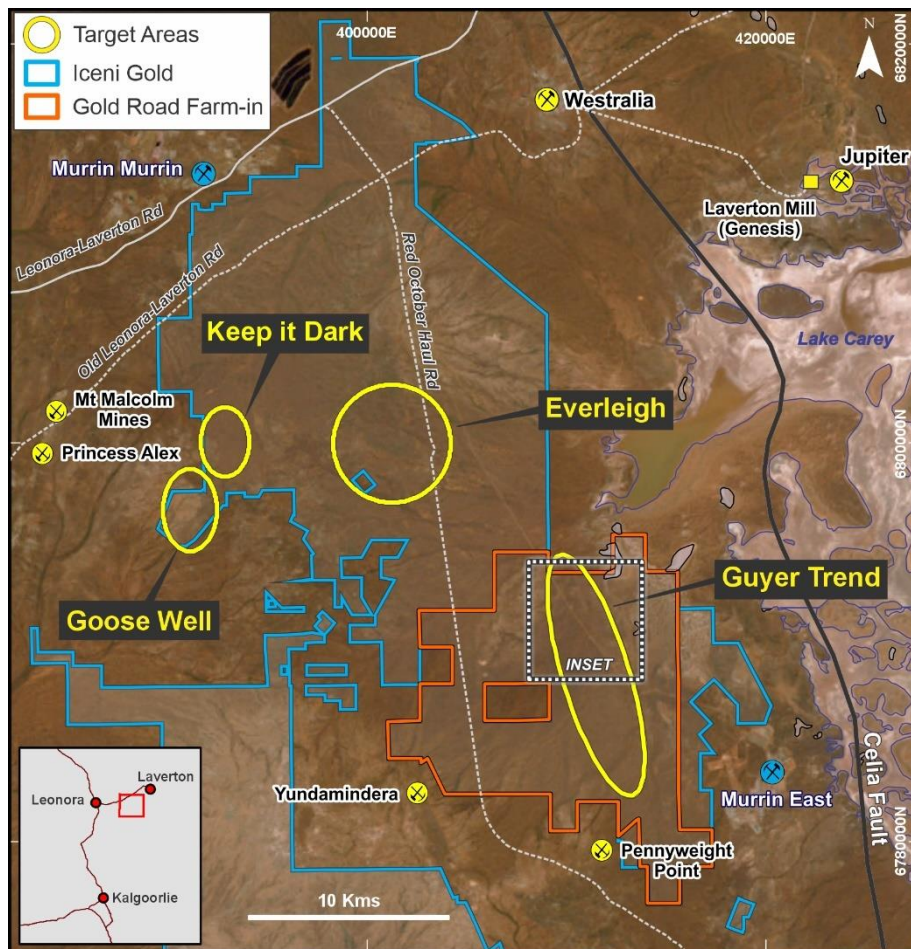 Target Areas
Iceni Gold
Gold Road Farm-in
400000E
420000E
N
6820000N
Westralia
Murrin Murrin
Jupiter
Laverton Mill
(Genesis)
Leonora-Laverton Rd
Old Leonora-Laverton Rd
Red October Haul Rd
Lake Carey
Keep it Dark
Everleigh
Mt Malcolm
Mines
Princess Alex
6800000N
Goose Well
Guyer Trend
INSET
Celia Fault
Laverton
Leonora
Kalgoorlie
Yundamindera
Murrin East
Pennyweight
Point
6780000N
10 Kms